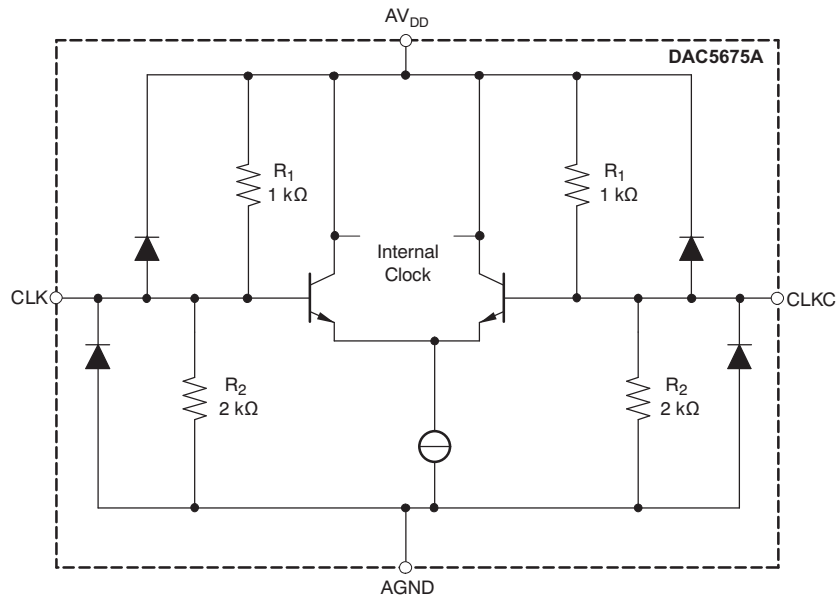 AVDD
DAC5675A
R1
1 kΩ
R1
1 kΩ
Internal
Clock
CLK
CLKC
R2
2 kΩ
R2
2 kΩ
AGND